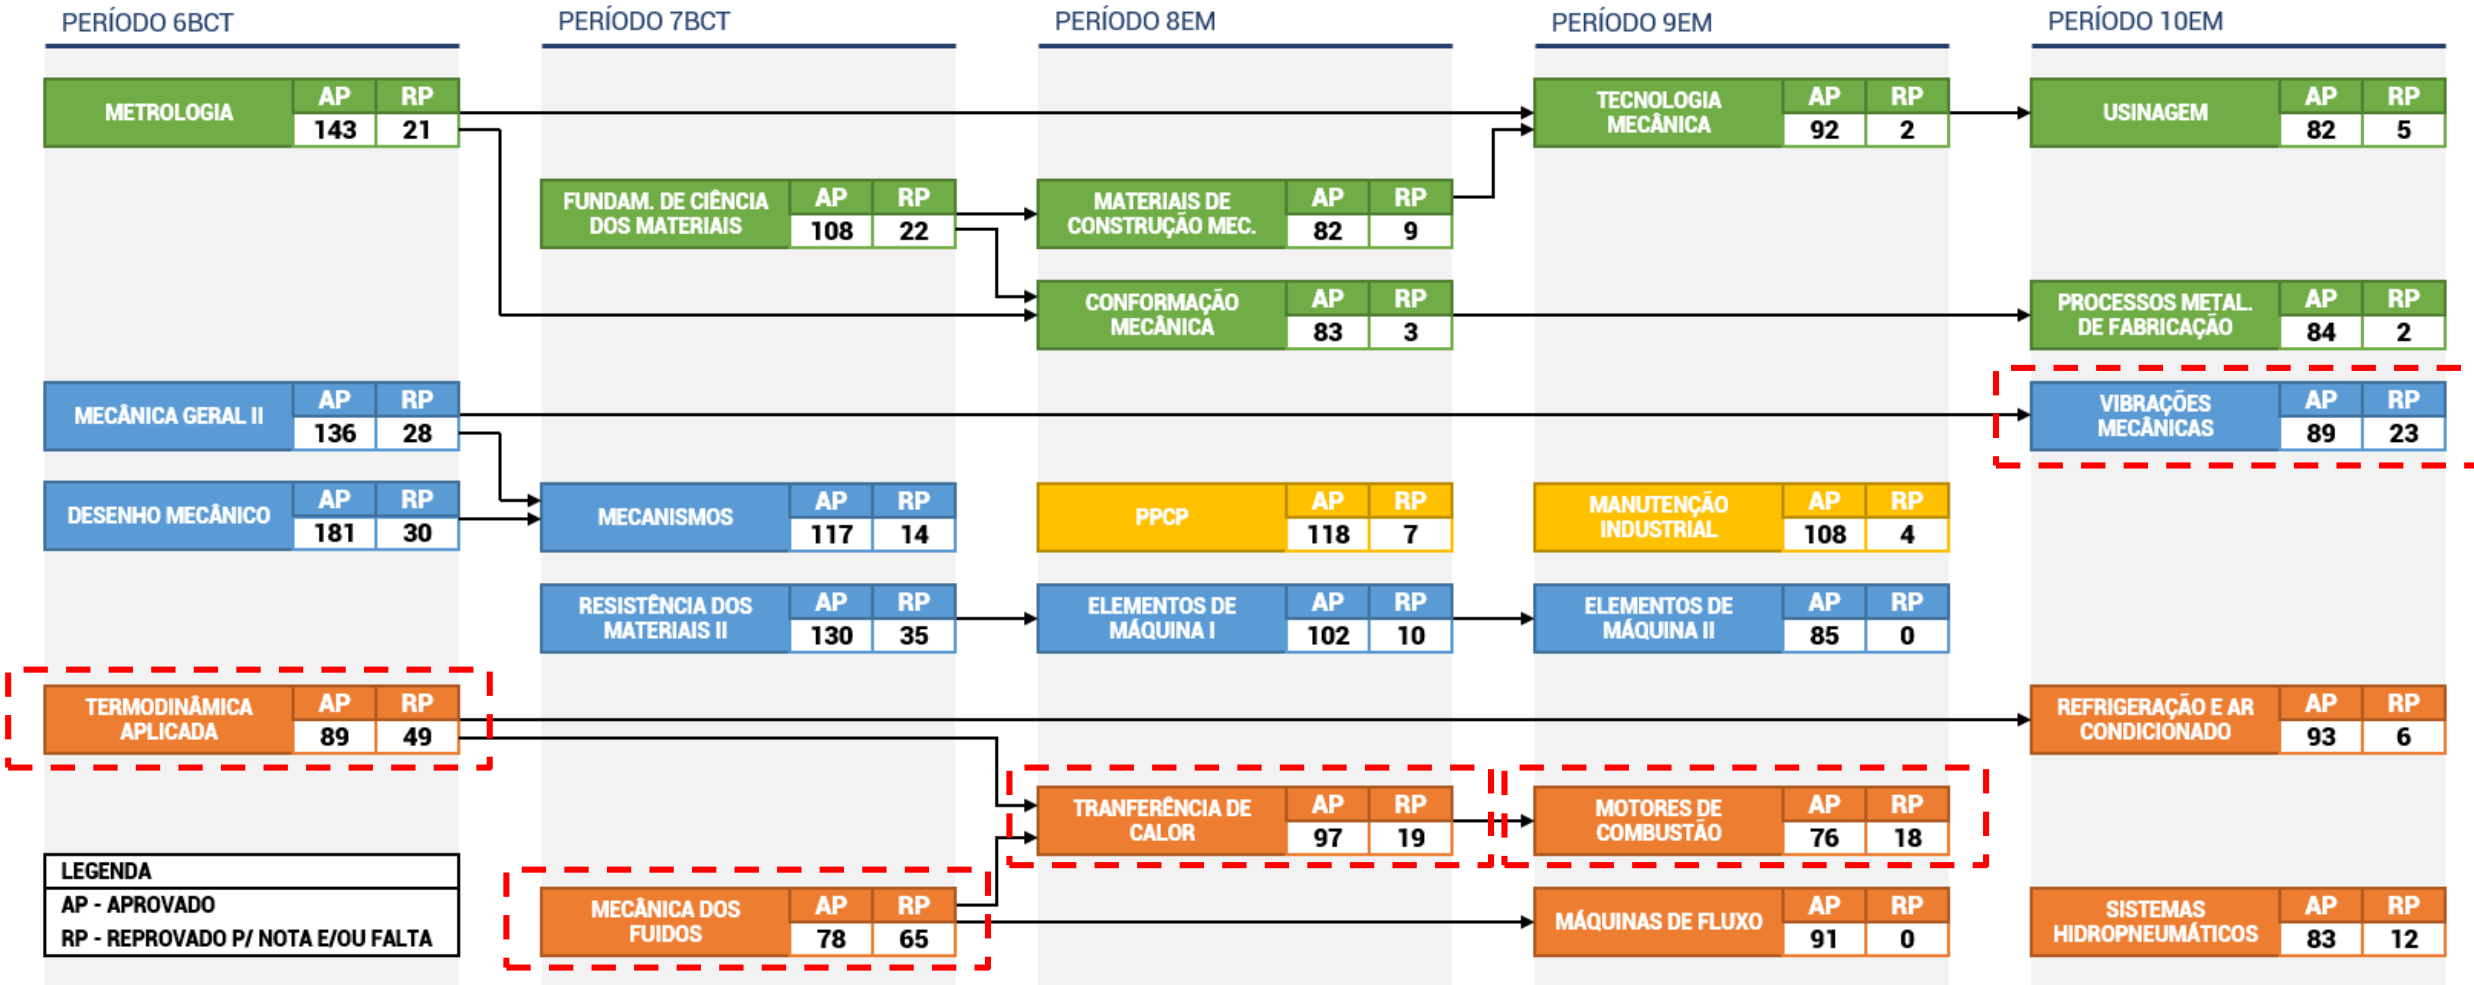 PERÍODO 6BCT
PERÍODO 7BCT
PERÍODO 8EM
PERÍODO 9EM
PERÍODO 10EM
METROLOGIA
AP RP
143 21
TECNOLOGIA
MECÂNICA
AP RP
92 2
USINAGEM
AP RP
82 5
FUNDAM. DE CIÊNCIA
DOS MATERIAIS
AP RP
108 22
MATERIAIS DE
CONSTRUÇÃO MEC.
AP RP
82 9
CONFORMAÇÃO
MECÂNICA
AP RP
83 3
PROCESSOS METAL.
DE FABRICAÇÃO
AP RP
84 2
MECÂNICA GERAL II
AP RP
136 28
VIBRAÇÕES
MECÂNICAS
AP RP
89 23
DESENHO MECÂNICO
AP RP
181 30
MECANISMOS
AP RP
117 14
PPCP
AP RP
118 7
MANUTENÇÃO
INDUSTRIAL
AP RP
108 4
RESISTÊNCIA DOS
MATERIAIS II
AP RP
130 35
ELEMENTOS DE
MÁQUINA I
AP RP
102 10
ELEMENTOS DE
MÁQUINA II
AP RP
85 0
TERMODINÂMICA
APLICADA
AP RP
89 49
REFRIGERAÇÃO E AR
CONDICIONADO
AP RP
93 6
TRANFERÊNCIA DE
CALOR
AP RP
97 19
MOTORES DE
COMBUSTÃO
AP RP
76 18
LEGENDA
AP - APROVADO
RP - REPROVADO P/ NOTA E/OU FALTA
MECÂNICA DOS
FUIDOS
AP RP
78 65
MÁQUINAS DE FLUXO
AP RP
91 0
SISTEMAS
HIDROPNEUMÁTICOS
AP RP
83 12